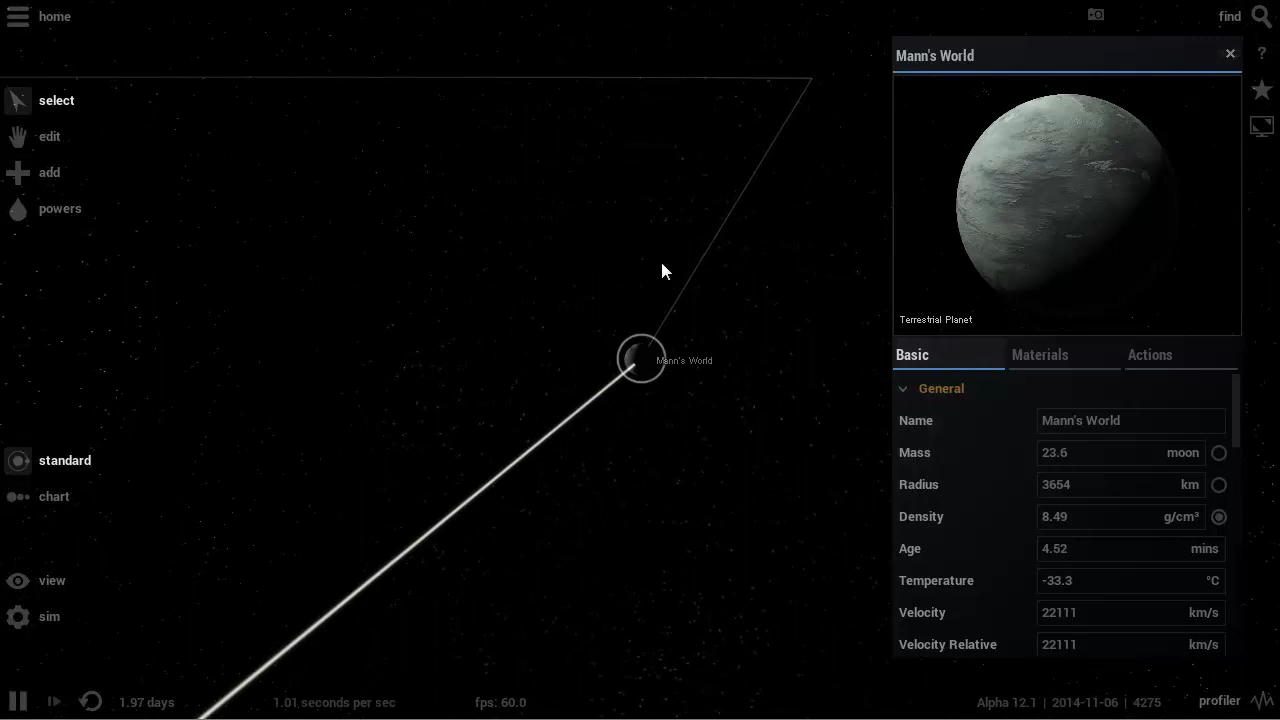 home
find
select
edit
add
powers
standard
chart
view
sim
Mann's World
Mann's World
Terrestrial Planet
Basic Materials Actions
General
Name Mann's World
Mass 23.6 moon
Radius 3654 km
Density 8.49 g/cm³
Age 4.52 mins
Temperature -33.3 °C
Velocity 22111 km/s
Velocity Relative 22111 km/s
1.97 days 1.01 seconds per sec fps: 60.0 Alpha 12.1 | 2014-11-06 | 4275 profiler